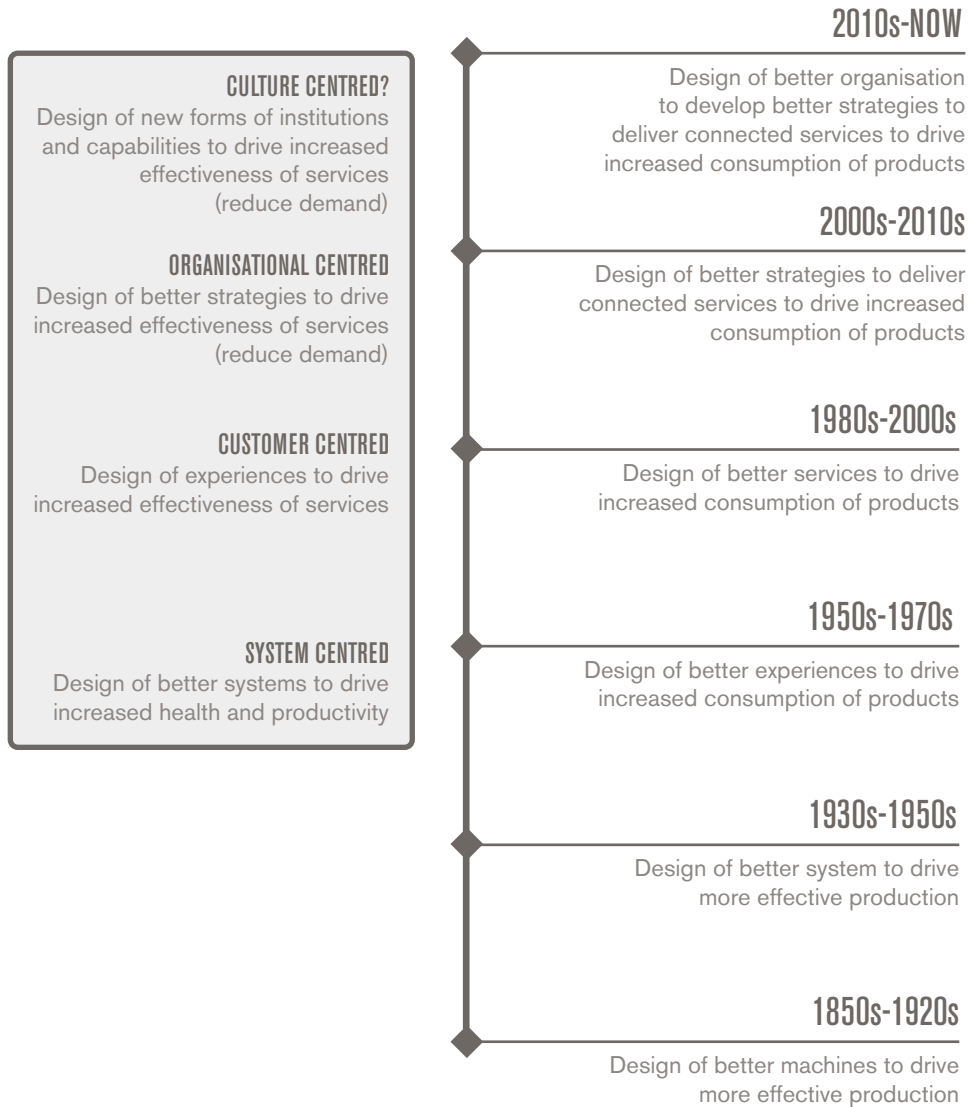 CULTURE CENTRED?
Design of new forms of institutions
and capabilities to drive increased
effectiveness of services
(reduce demand)
ORGANISATIONAL CENTRED
Design of better strategies to drive
increased effectiveness of services
(reduce demand)
CUSTOMER CENTRED
Design of experiences to drive
increased effectiveness of services
SYSTEM CENTRED
Design of better systems to drive
increased health and productivity
2010s-NOW
Design of better organisation
to develop better strategies to
deliver connected services to drive
increased consumption of products
2000s-2010s
Design of better strategies to deliver
connected services to drive increased
consumption of products
1980s-2000s
Design of better services to drive
increased consumption of products
1950s-1970s
Design of better experiences to drive
increased consumption of products
1930s-1950s
Design of better system to drive
more effective production
1850s-1920s
Design of better machines to drive
more effective production